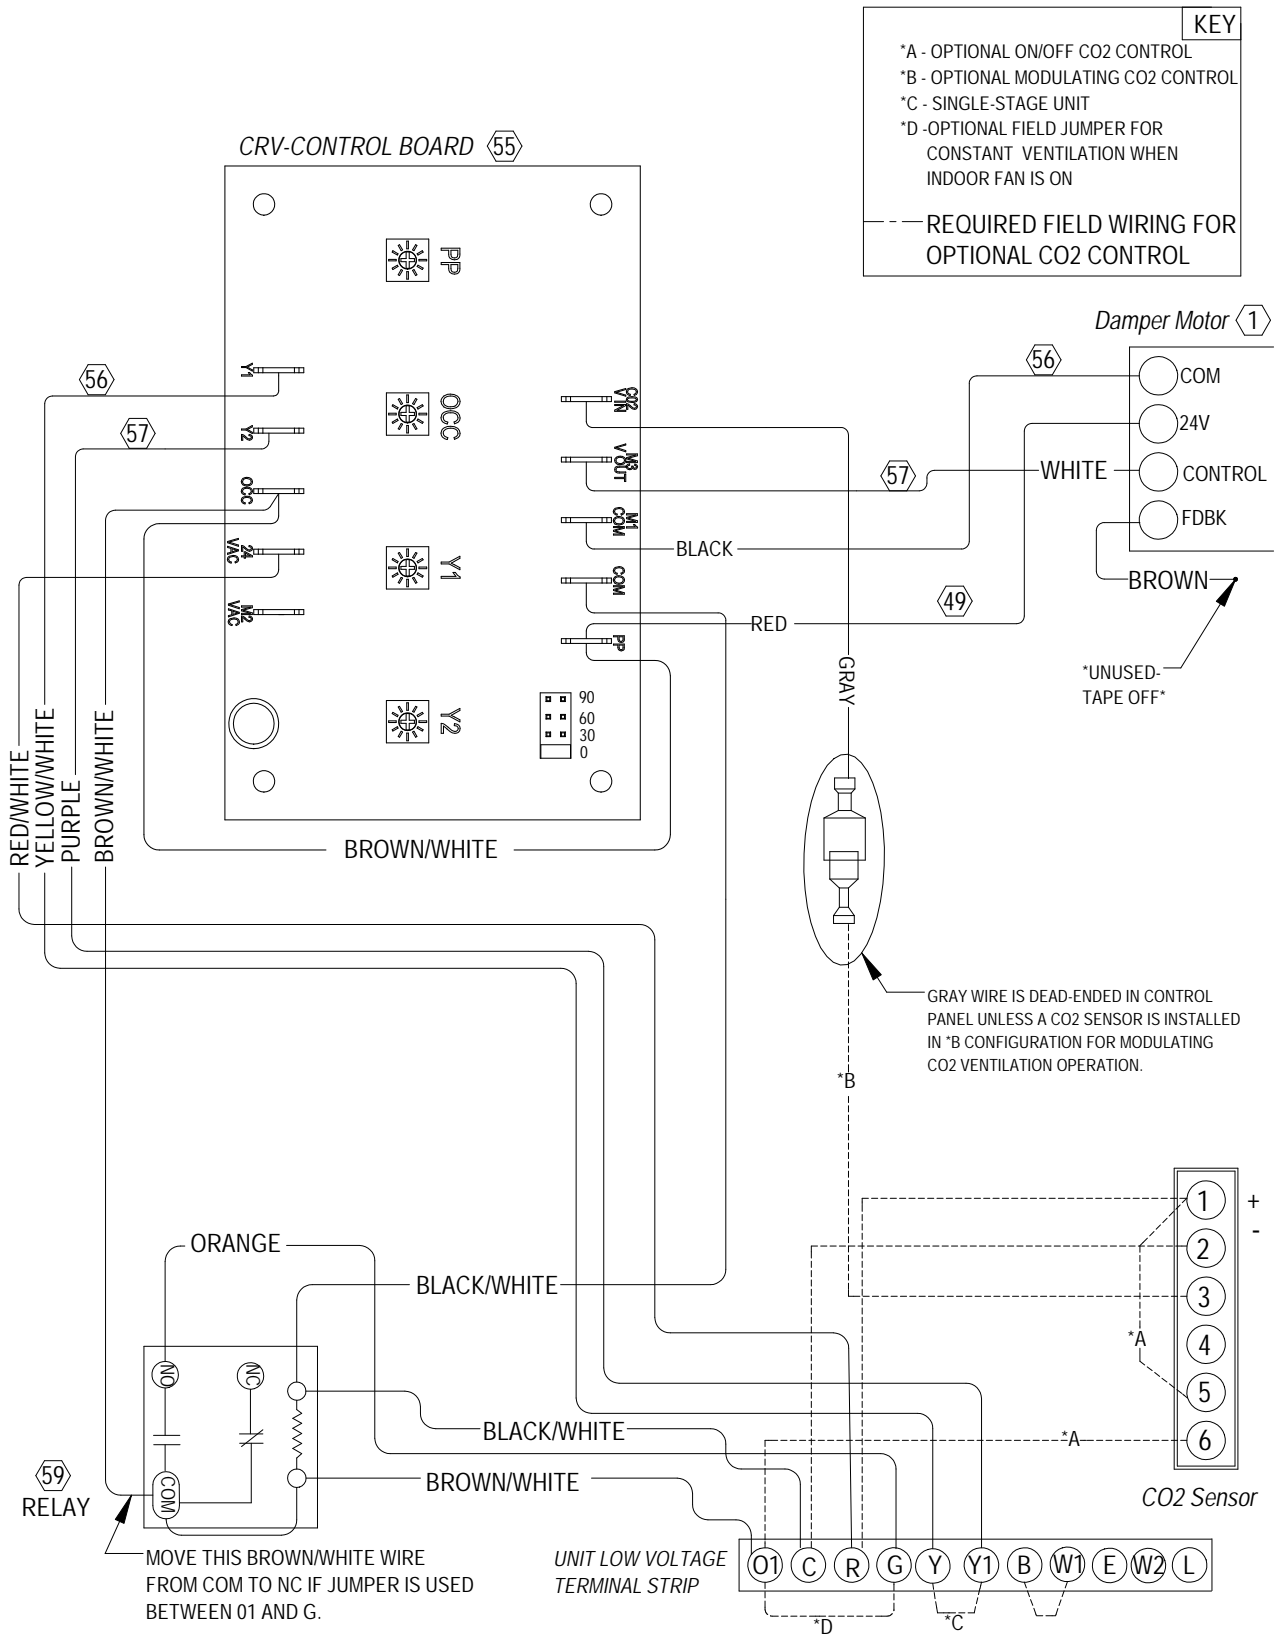 KEY
*A - OPTIONAL ON/OFF CO2 CONTROL
*B - OPTIONAL MODULATING CO2 CONTROL
*C - SINGLE-STAGE UNIT
*D -OPTIONAL FIELD JUMPER FOR
CONSTANT VENTILATION WHEN
INDOOR FAN IS ON
REQUIRED FIELD WIRING FOR
OPTIONAL CO2 CONTROL
CRV-CONTROL BOARD 55
PP
OCC
Y1
Y2
Y1
Y2
OCC
24
VAC
M2
VAC
CO2
VIN
M3
V OUT
M1
COM
COM
PP
90
60
30
0
56
57
Damper Motor 1
COM
24V
CONTROL
FDBK
56
57
WHITE
BLACK
49
RED
BROWN
*UNUSED-
TAPE OFF*
GRAY
RED/WHITE
YELLOW/WHITE
PURPLE
BROWN/WHITE
BROWN/WHITE
GRAY WIRE IS DEAD-ENDED IN CONTROL
PANEL UNLESS A CO2 SENSOR IS INSTALLED
IN *B CONFIGURATION FOR MODULATING
CO2 VENTILATION OPERATION.
*B
1 +
-
2
3
4
5
6
*A
*A
CO2 Sensor
ORANGE
BLACK/WHITE
NO
NC
COM
BLACK/WHITE
BROWN/WHITE
59
RELAY
MOVE THIS BROWN/WHITE WIRE
FROM COM TO NC IF JUMPER IS USED
BETWEEN 01 AND G.
UNIT LOW VOLTAGE
TERMINAL STRIP
O1 C R G Y Y1 B W1 E W2 L
*D
*C